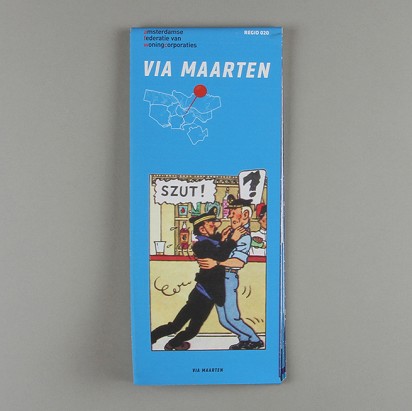 amsterdamse
federatie van
woningcorporaties
REGIO 020
VIA MAARTEN
SZUT!
?
VIA MAARTEN